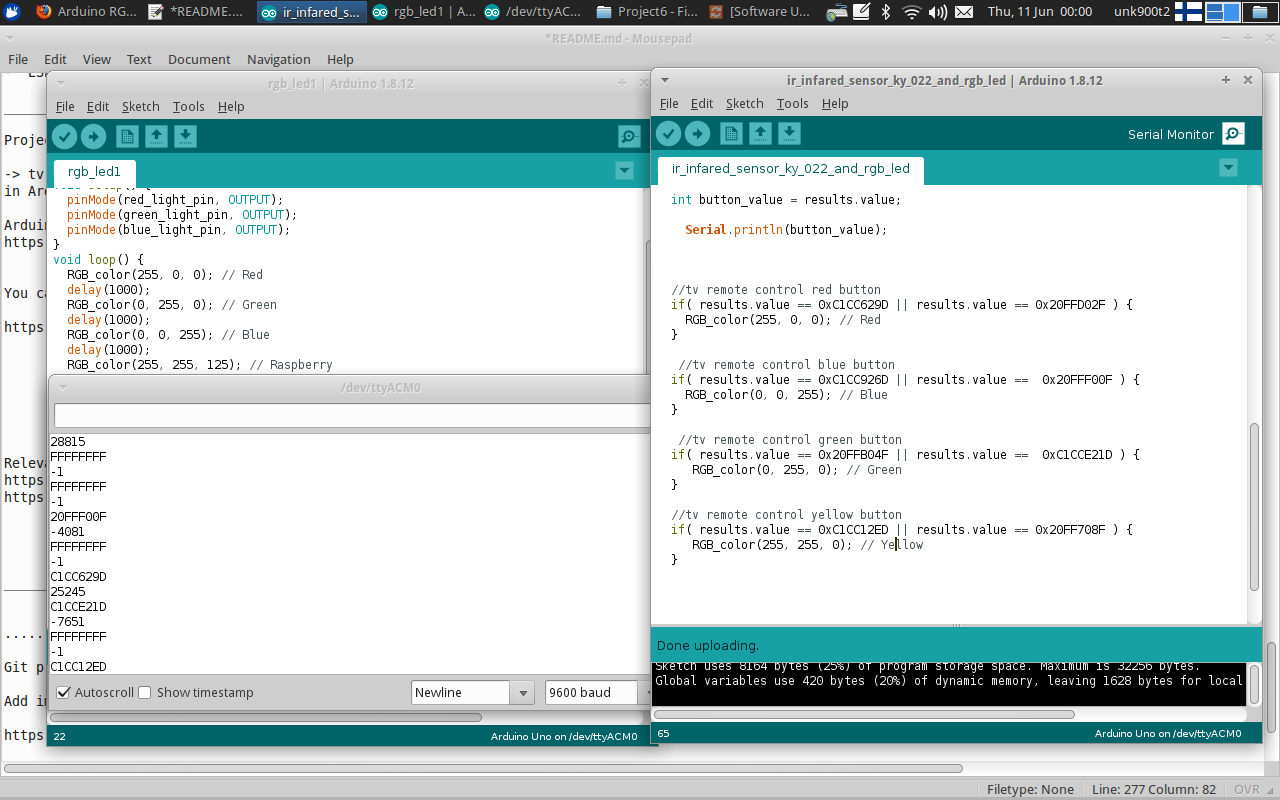 Arduino RG...
*README....
ir_infared_s...
rgb_led1 | A...
/dev/ttyAC...
Project6 - Fi...
[Software U...
Thu, 11 Jun 00:00
unk900t2
*README.md - Mousepad
File Edit View Text Document Navigation Help
Projec
-> tv
in Ard
Arduin
https
You ca
https
Releva
https
https
.....
Git p
Add in
https
rgb_led1 | Arduino 1.8.12
File Edit Sketch Tools Help
rgb_led1
void setup() {
pinMode(red_light_pin, OUTPUT);
pinMode(green_light_pin, OUTPUT);
pinMode(blue_light_pin, OUTPUT);
}
void loop() {
RGB_color(255, 0, 0); // Red
delay(1000);
RGB_color(0, 255, 0); // Green
delay(1000);
RGB_color(0, 0, 255); // Blue
delay(1000);
RGB_color(255, 255, 125); // Raspberry
/dev/ttyACM0
28815
FFFFFFFF
-1
FFFFFFFF
-1
20FFF00F
-4081
FFFFFFFF
-1
C1CC629D
25245
C1CCE21D
-7651
FFFFFFFF
-1
C1CC12ED
Autoscroll Show timestamp Newline 9600 baud
22 Arduino Uno on /dev/ttyACM0
ir_infared_sensor_ky_022_and_rgb_led | Arduino 1.8.12
File Edit Sketch Tools Help
Serial Monitor
ir_infared_sensor_ky_022_and_rgb_led
int button_value = results.value;
Serial.println(button_value);
//tv remote control red button
if( results.value == 0xC1CC629D || results.value == 0x20FFD02F ) {
RGB_color(255, 0, 0); // Red
}
//tv remote control blue button
if( results.value == 0xC1CC926D || results.value == 0x20FFF00F ) {
RGB_color(0, 0, 255); // Blue
}
//tv remote control green button
if( results.value == 0x20FFB04F || results.value == 0xC1CCE21D ) {
RGB_color(0, 255, 0); // Green
}
//tv remote control yellow button
if( results.value == 0xC1CC12ED || results.value == 0x20FF708F ) {
RGB_color(255, 255, 0); // Yellow
}
Done uploading.
Sketch uses 8164 bytes (25%) of program storage space. Maximum is 32256 bytes.
Global variables use 420 bytes (20%) of dynamic memory, leaving 1628 bytes for local
65 Arduino Uno on /dev/ttyACM0
Filetype: None Line: 277 Column: 82 OVR